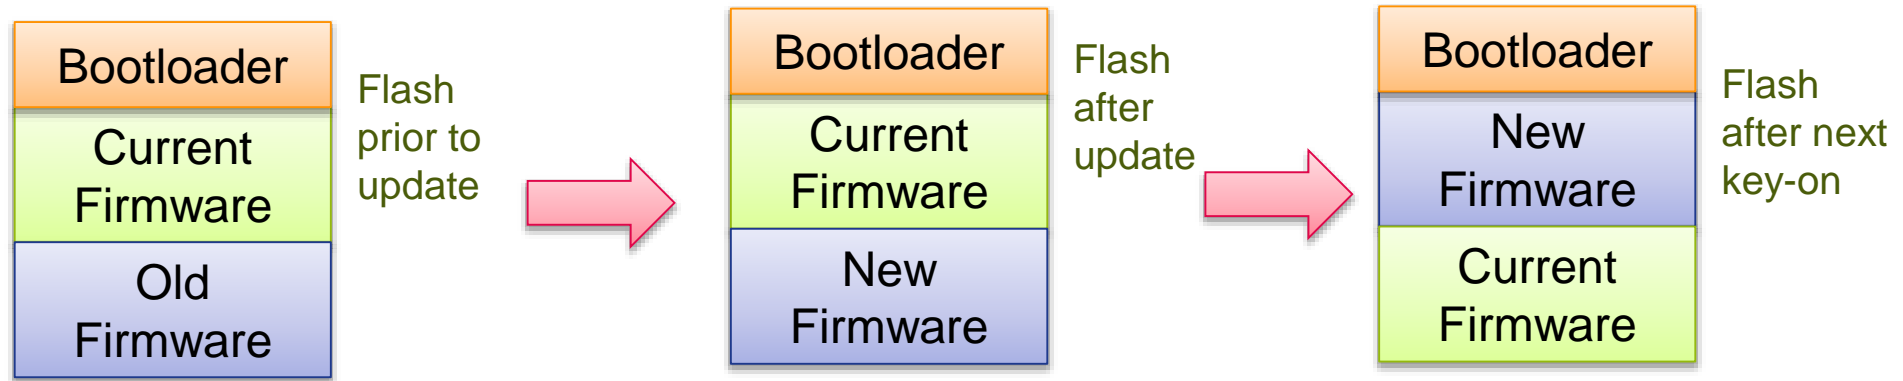 Bootloader
Current
Firmware
Old
Firmware
Flash
prior to
update
Bootloader
Current
Firmware
New
Firmware
Flash
after
update
Bootloader
New
Firmware
Current
Firmware
Flash
after next
key-on